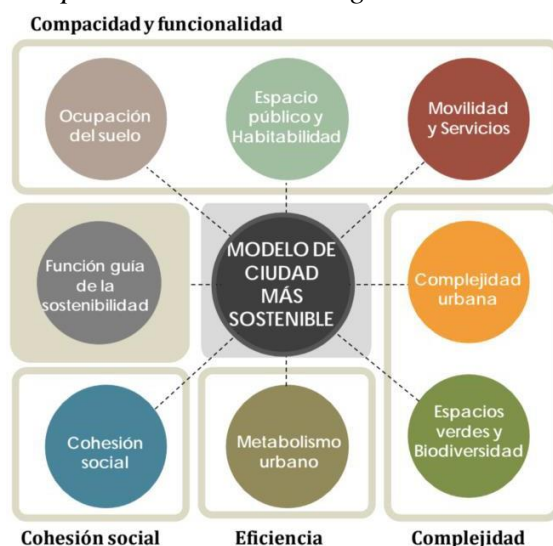 Compacidad y funcionalidad
Ocupación
del suelo
Espacio
público y
Habitabilidad
Movilidad
y Servicios
Función guía
de la
sostenibilidad
MODELO DE
CIUDAD
MÁS
SOSTENIBLE
Complejidad
urbana
Cohesión
social
Metabolismo
urbano
Espacios
verdes y
Biodiversidad
Cohesión social
Eficiencia
Complejidad